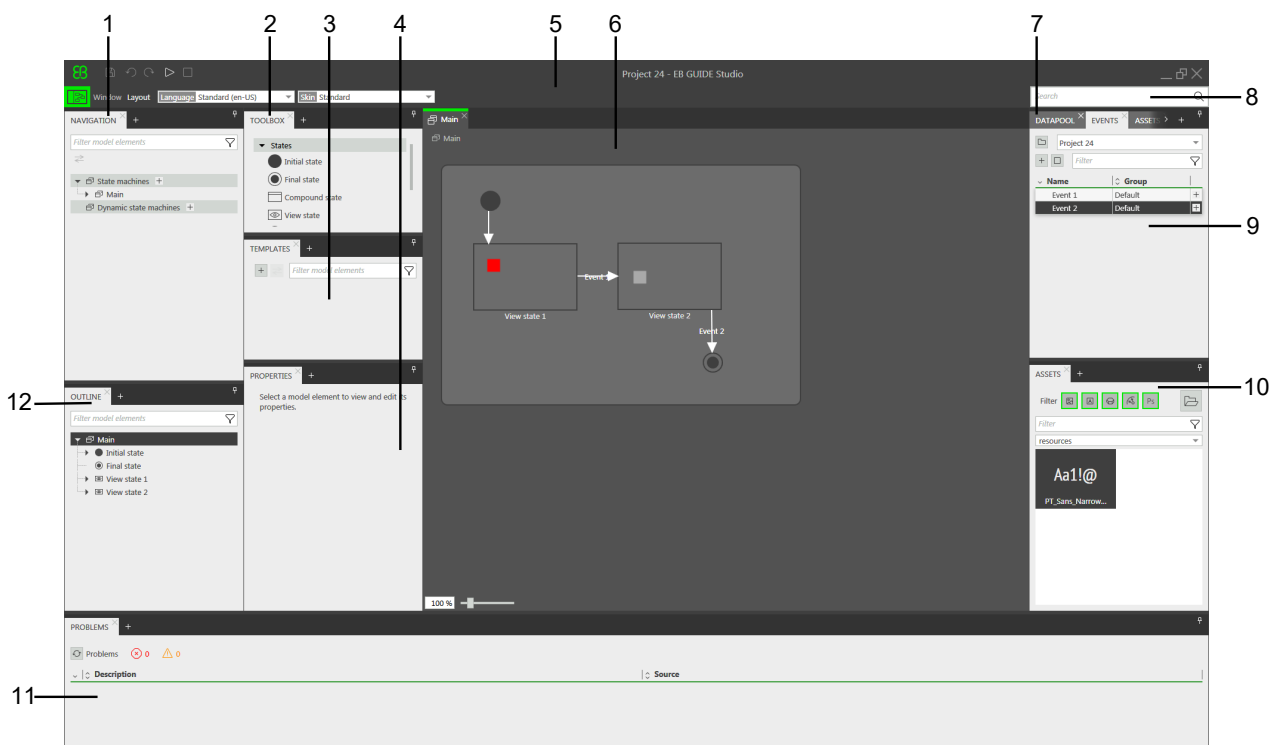 1 2 3 4 5 6 7
EB
Project 24 - EB GUIDE Studio
Window Layout Language Standard (en-US) Skin Standard
Search
8
NAVIGATION +
Filter model elements
State machines +
Main
Dynamic state machines +
TOOLBOX +
States
Initial state
Final state
Compound state
View state
TEMPLATES +
+ Filter model elements
PROPERTIES +
Select a model element to view and edit its
properties.
Main
Main
View state 1
Event
View state 2
Event 2
100 %
DATAPOOL EVENTS ASSETS +
Project 24
+ Filter
Name Group
Event 1 Default +
Event 2 Default +
9
ASSETS +
10
Filter Ps
Filter
resources
Aa1!@
PT_Sans_Narrow...
12
OUTLINE +
Filter model elements
Main
Initial state
Final state
View state 1
View state 2
PROBLEMS +
Problems 0 0
Description Source
11